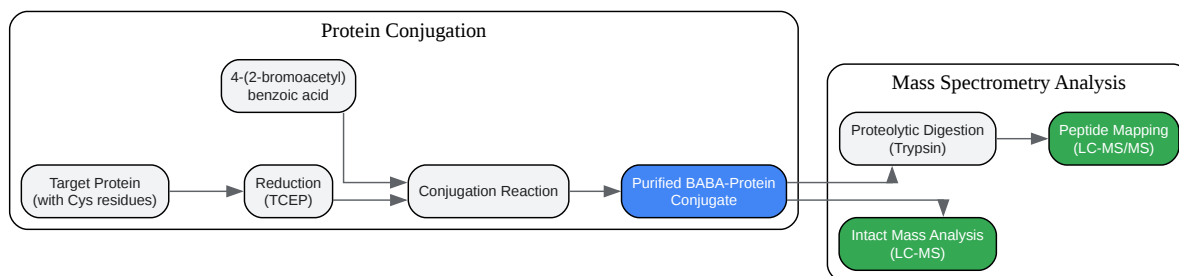 Protein Conjugation
4-(2-bromoacetyl)
benzoic acid
Target Protein
(with Cys residues)
Reduction
(TCEP)
Conjugation Reaction
Purified BABA-Protein
Conjugate
Mass Spectrometry Analysis
Proteolytic Digestion
(Trypsin)
Peptide Mapping
(LC-MS/MS)
Intact Mass Analysis
(LC-MS)